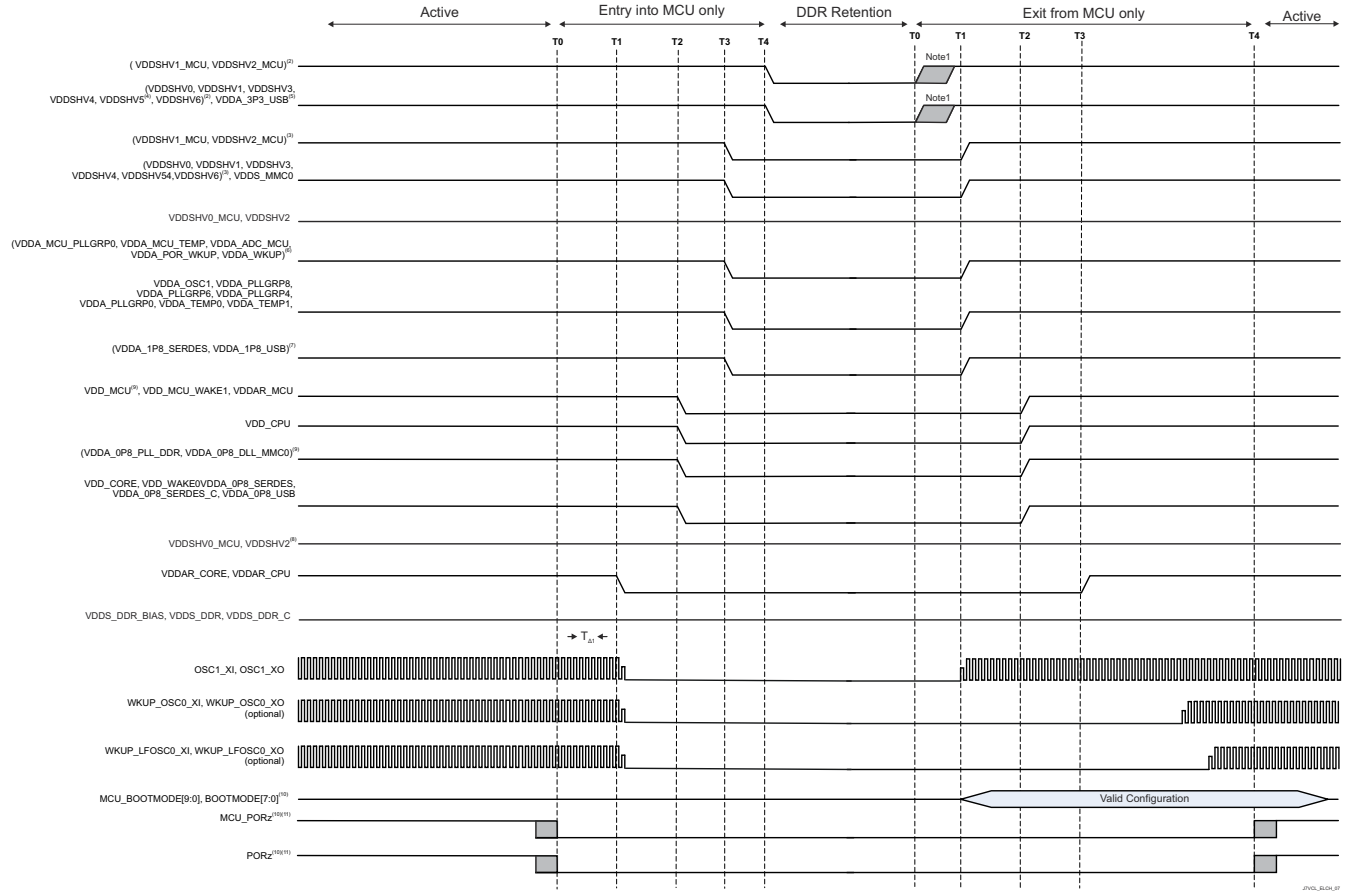 Active Entry into MCU only DDR Retention Exit from MCU only Active
T0 T1 T2 T3 T4 T0 T1 T2 T3 T4
( VDDSHV1_MCU, VDDSHV2_MCU)(2)
Note1
(VDDSHV0, VDDSHV1, VDDSHV3,
VDDSHV4, VDDSHV5(4), VDDSHV6)(2), VDDA_3P3_USB(5)
Note1
(VDDSHV1_MCU, VDDSHV2_MCU)(3)
(VDDSHV0, VDDSHV1, VDDSHV3,
VDDSHV4, VDDSHV54,VDDSHV6)(3), VDDS_MMC0
VDDSHV0_MCU, VDDSHV2
(VDDA_MCU_PLLGRP0, VDDA_MCU_TEMP, VDDA_ADC_MCU,
VDDA_POR_WKUP, VDDA_WKUP)(6)
VDDA_OSC1, VDDA_PLLGRP8,
VDDA_PLLGRP6, VDDA_PLLGRP4,
VDDA_PLLGRP0, VDDA_TEMP0, VDDA_TEMP1,
(VDDA_1P8_SERDES, VDDA_1P8_USB)(7)
VDD_MCU(9), VDD_MCU_WAKE1, VDDAR_MCU
VDD_CPU
(VDDA_0P8_PLL_DDR, VDDA_0P8_DLL_MMC0)(9)
VDD_CORE, VDD_WAKE0VDDA_0P8_SERDES,
VDDA_0P8_SERDES_C, VDDA_0P8_USB
VDDSHV0_MCU, VDDSHV2(8)
VDDAR_CORE, VDDAR_CPU
VDDS_DDR_BIAS, VDDS_DDR, VDDS_DDR_C
TΔ1
OSC1_XI, OSC1_XO
WKUP_OSC0_XI, WKUP_OSC0_XO
(optional)
WKUP_LFOSC0_XI, WKUP_LFOSC0_XO
(optional)
MCU_BOOTMODE[9:0], BOOTMODE[7:0](10)
Valid Configuration
MCU_PORz(10)(11)
PORz(10)(11)
J7VCL_ELCH_07